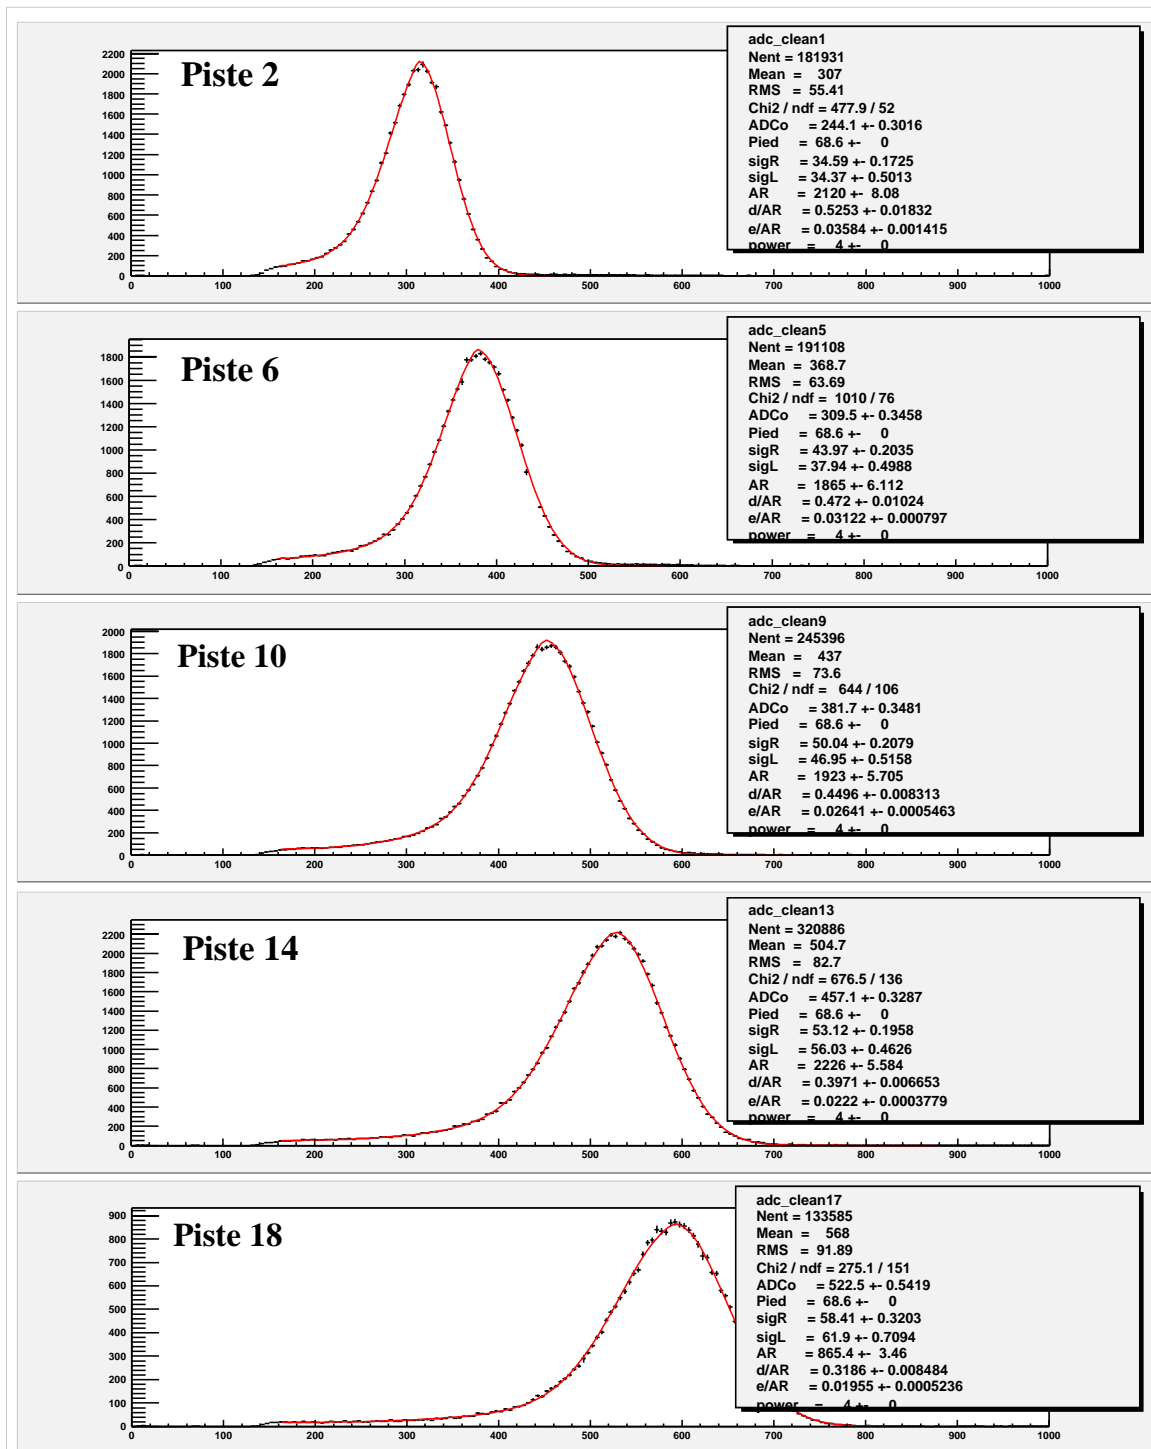 Piste 2
adc_clean1
Nent = 181931
Mean = 307
RMS = 55.41
Chi2 / ndf = 477.9 / 52
ADCo = 244.1 +- 0.3016
Pied = 68.6 +- 0
sigR = 34.59 +- 0.1725
sigL = 34.37 +- 0.5013
AR = 2120 +- 8.08
d/AR = 0.5253 +- 0.01832
e/AR = 0.03584 +- 0.001415
power = 4 +- 0
2200
2000
1800
1600
1400
1200
1000
800
600
400
200
0
0 100 200 300 400 500 600 700 800 900 1000
Piste 6
adc_clean5
Nent = 191108
Mean = 368.7
RMS = 63.69
Chi2 / ndf = 1010 / 76
ADCo = 309.5 +- 0.3458
Pied = 68.6 +- 0
sigR = 43.97 +- 0.2035
sigL = 37.94 +- 0.4988
AR = 1865 +- 6.112
d/AR = 0.472 +- 0.01024
e/AR = 0.03122 +- 0.000797
power = 4 +- 0
1800
1600
1400
1200
1000
800
600
400
200
0
0 100 200 300 400 500 600 700 800 900 1000
Piste 10
adc_clean9
Nent = 245396
Mean = 437
RMS = 73.6
Chi2 / ndf = 644 / 106
ADCo = 381.7 +- 0.3481
Pied = 68.6 +- 0
sigR = 50.04 +- 0.2079
sigL = 46.95 +- 0.5158
AR = 1923 +- 5.705
d/AR = 0.4496 +- 0.008313
e/AR = 0.02641 +- 0.0005463
power = 4 +- 0
2000
1800
1600
1400
1200
1000
800
600
400
200
0
0 100 200 300 400 500 600 700 800 900 1000
Piste 14
adc_clean13
Nent = 320886
Mean = 504.7
RMS = 82.7
Chi2 / ndf = 676.5 / 136
ADCo = 457.1 +- 0.3287
Pied = 68.6 +- 0
sigR = 53.12 +- 0.1958
sigL = 56.03 +- 0.4626
AR = 2226 +- 5.584
d/AR = 0.3971 +- 0.006653
e/AR = 0.0222 +- 0.0003779
power = 4 +- 0
2200
2000
1800
1600
1400
1200
1000
800
600
400
200
0
0 100 200 300 400 500 600 700 800 900 1000
Piste 18
adc_clean17
Nent = 133585
Mean = 568
RMS = 91.89
Chi2 / ndf = 275.1 / 151
ADCo = 522.5 +- 0.5419
Pied = 68.6 +- 0
sigR = 58.41 +- 0.3203
sigL = 61.9 +- 0.7094
AR = 865.4 +- 3.46
d/AR = 0.3186 +- 0.008484
e/AR = 0.01955 +- 0.0005236
power = 4 +- 0
900
800
700
600
500
400
300
200
100
0
0 100 200 300 400 500 600 700 800 900 1000